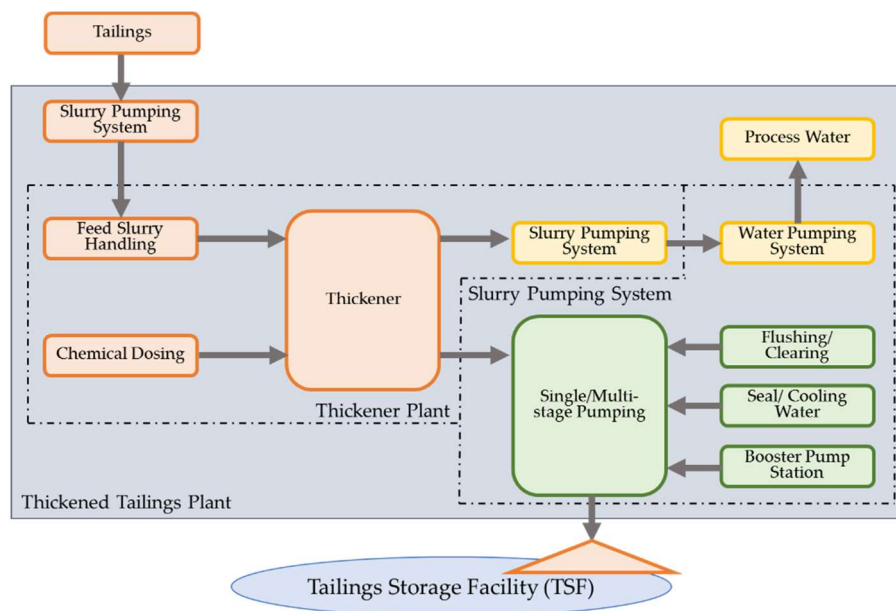 Tailings
Slurry Pumping
System
Process Water
Feed Slurry
Handling
Slurry Pumping
System
Water Pumping
System
Thickener
Slurry Pumping System
Chemical Dosing
Single/Multi-
stage Pumping
Flushing/
Clearing
Seal/ Cooling
Water
Booster Pump
Station
Thickener Plant
Thickened Tailings Plant
Tailings Storage Facility (TSF)